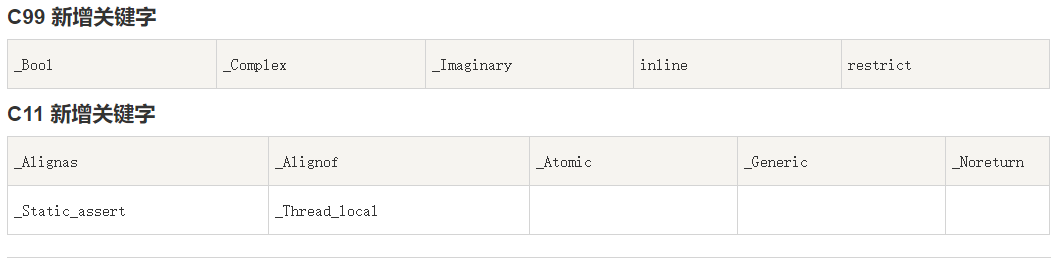 C99 新增关键字
_Bool _Complex _Imaginary inline restrict
C11 新增关键字
_Alignas _Alignof _Atomic _Generic _Noreturn
_Static_assert _Thread_local